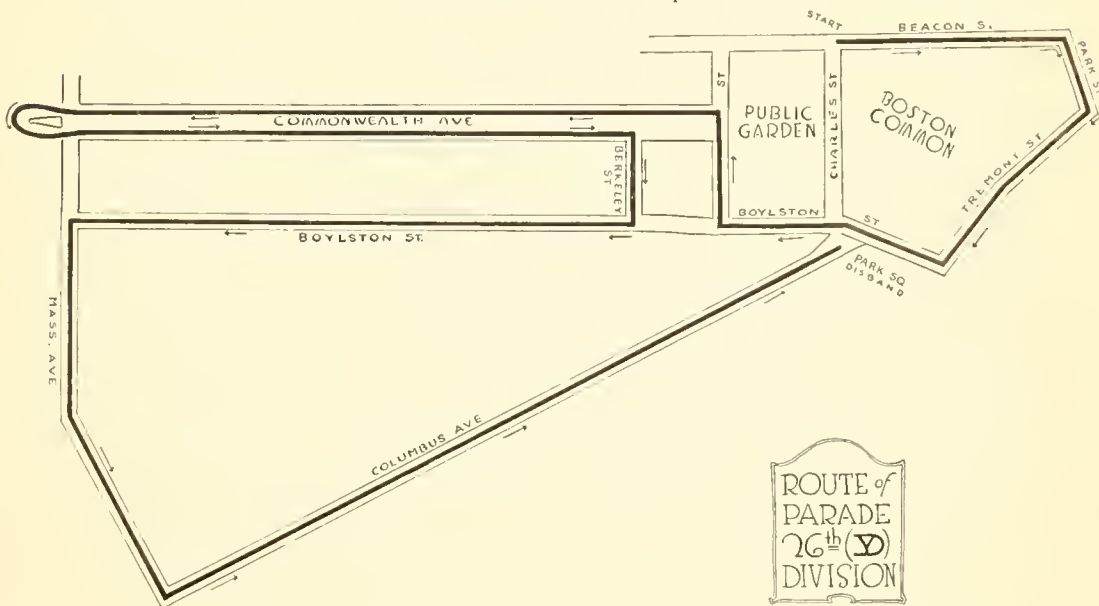 START
BEACON S.
PARK ST.
ST
PUBLIC
GARDEN
CHARLES ST
BOSTON
COMMON
TREMONT ST
COMMONWEALTH AVE
BERKELEY
ST
BOYLSTON
ST
BOYLSTON ST.
PARK SQ
DISBAND
MASS. AVE
COLUMBUS AVE
ROUTE of
PARADE
26th (YD)
DIVISION